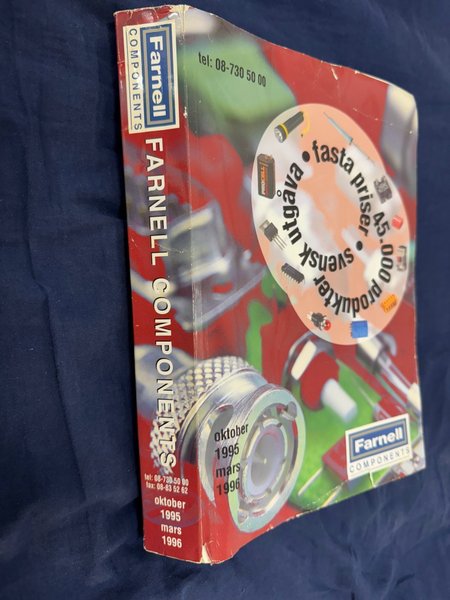 Farnell
COMPONENTS
FARNELL COMPONENTS
tel: 08-730 50 00
fax: 08-83 52 62
oktober
1995
mars
1996
tel: 08-730 50 00
45.000 produkter • svensk utgåva • fasta priser •
oktober
1995
mars
1996
Farnell
COMPONENTS